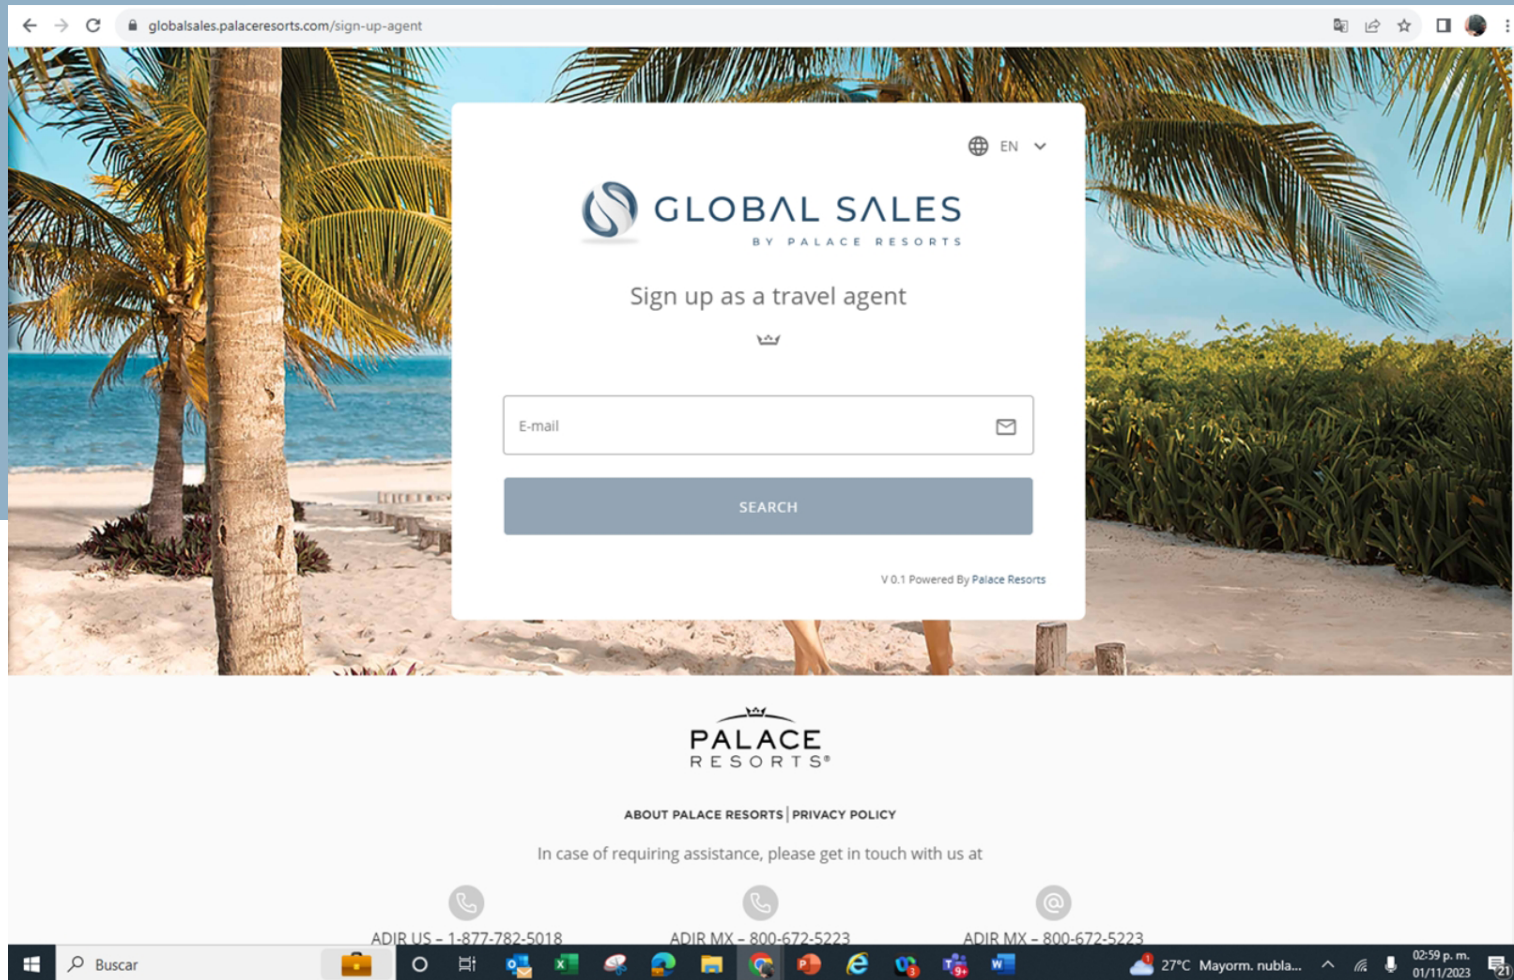 globalsales.palaceresorts.com/sign-up-agent
EN
GLOBAL SALES
BY PALACE RESORTS
Sign up as a travel agent
E-mail
SEARCH
V 0.1 Powered By Palace Resorts
PALACE
RESORTS®
ABOUT PALACE RESORTS | PRIVACY POLICY
In case of requiring assistance, please get in touch with us at
ADIR US – 1-877-782-5018
ADIR MX – 800-672-5223
ADIR MX – 800-672-5223
Buscar
27°C Mayorm. nubla...
02:59 p. m.
01/11/2023
21